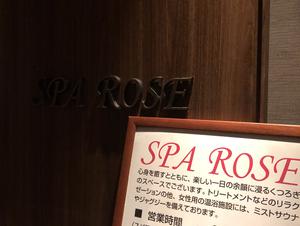 SPA ROSE
SPA ROSE
心身を癒すとともに、楽しい一日の余韻に浸るくつろぎ
のスペースでございます。トリートメントなどのリラク
ゼーションの他、女性用の温浴施設には、ミストサウナ
やジャグジーを備えております。
■ 営業時間